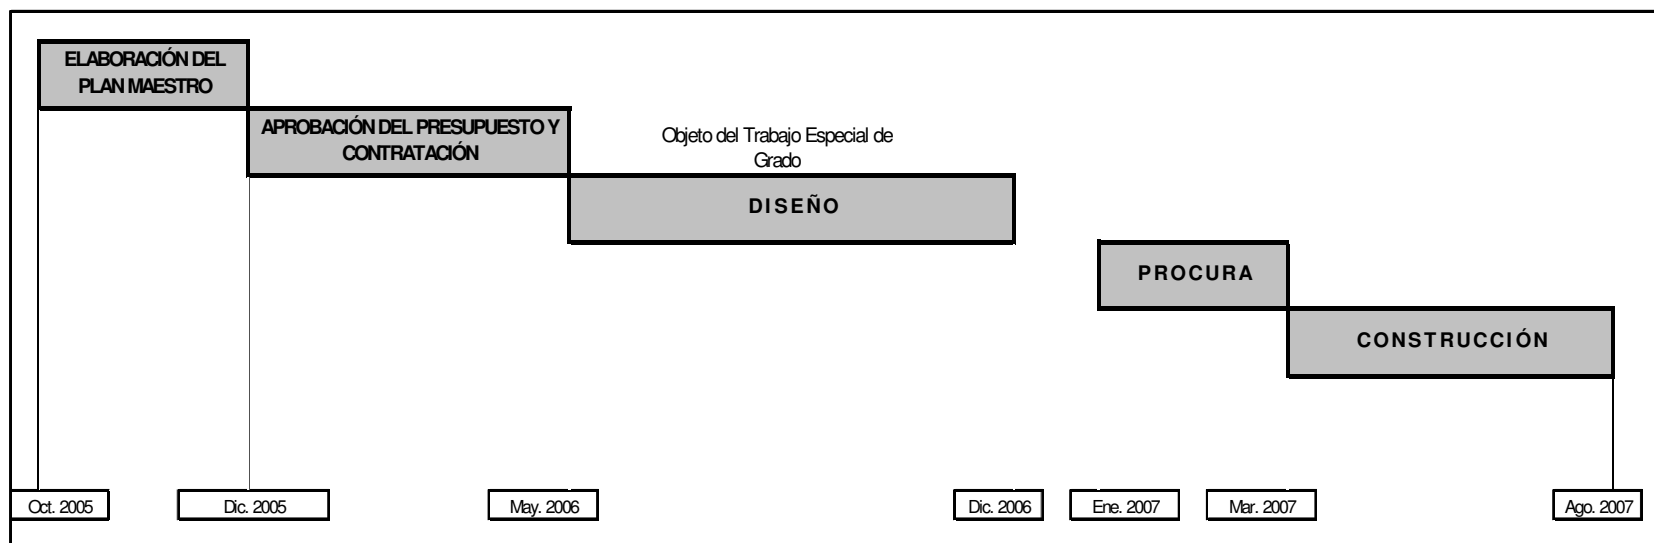 ELABORACIÓN DEL
PLAN MAESTRO
APROBACIÓN DEL PRESUPUESTO Y
CONTRATACIÓN
Objeto del Trabajo Especial de
Grado
DISEÑO
PROCURA
CONSTRUCCIÓN
Oct. 2005
Dic. 2005
May. 2006
Dic. 2006
Ene. 2007
Mar. 2007
Ago. 2007